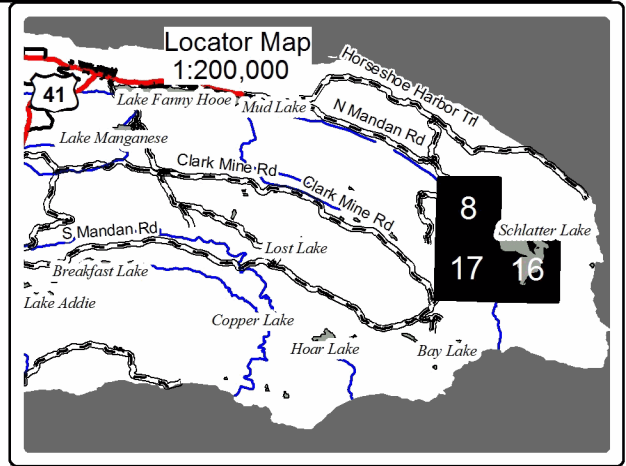 Locator Map
1:200,000
Horseshoe Harbor Trl
41
Lake Fanny Hooe
Mud Lake
N Mandan Rd
Lake Manganese
Clark Mine Rd
Clark Mine Rd
8
Schlatter Lake
S Mandan Rd
Lost Lake
17
16
Breakfast Lake
Lake Addie
Copper Lake
Hoar Lake
Bay Lake